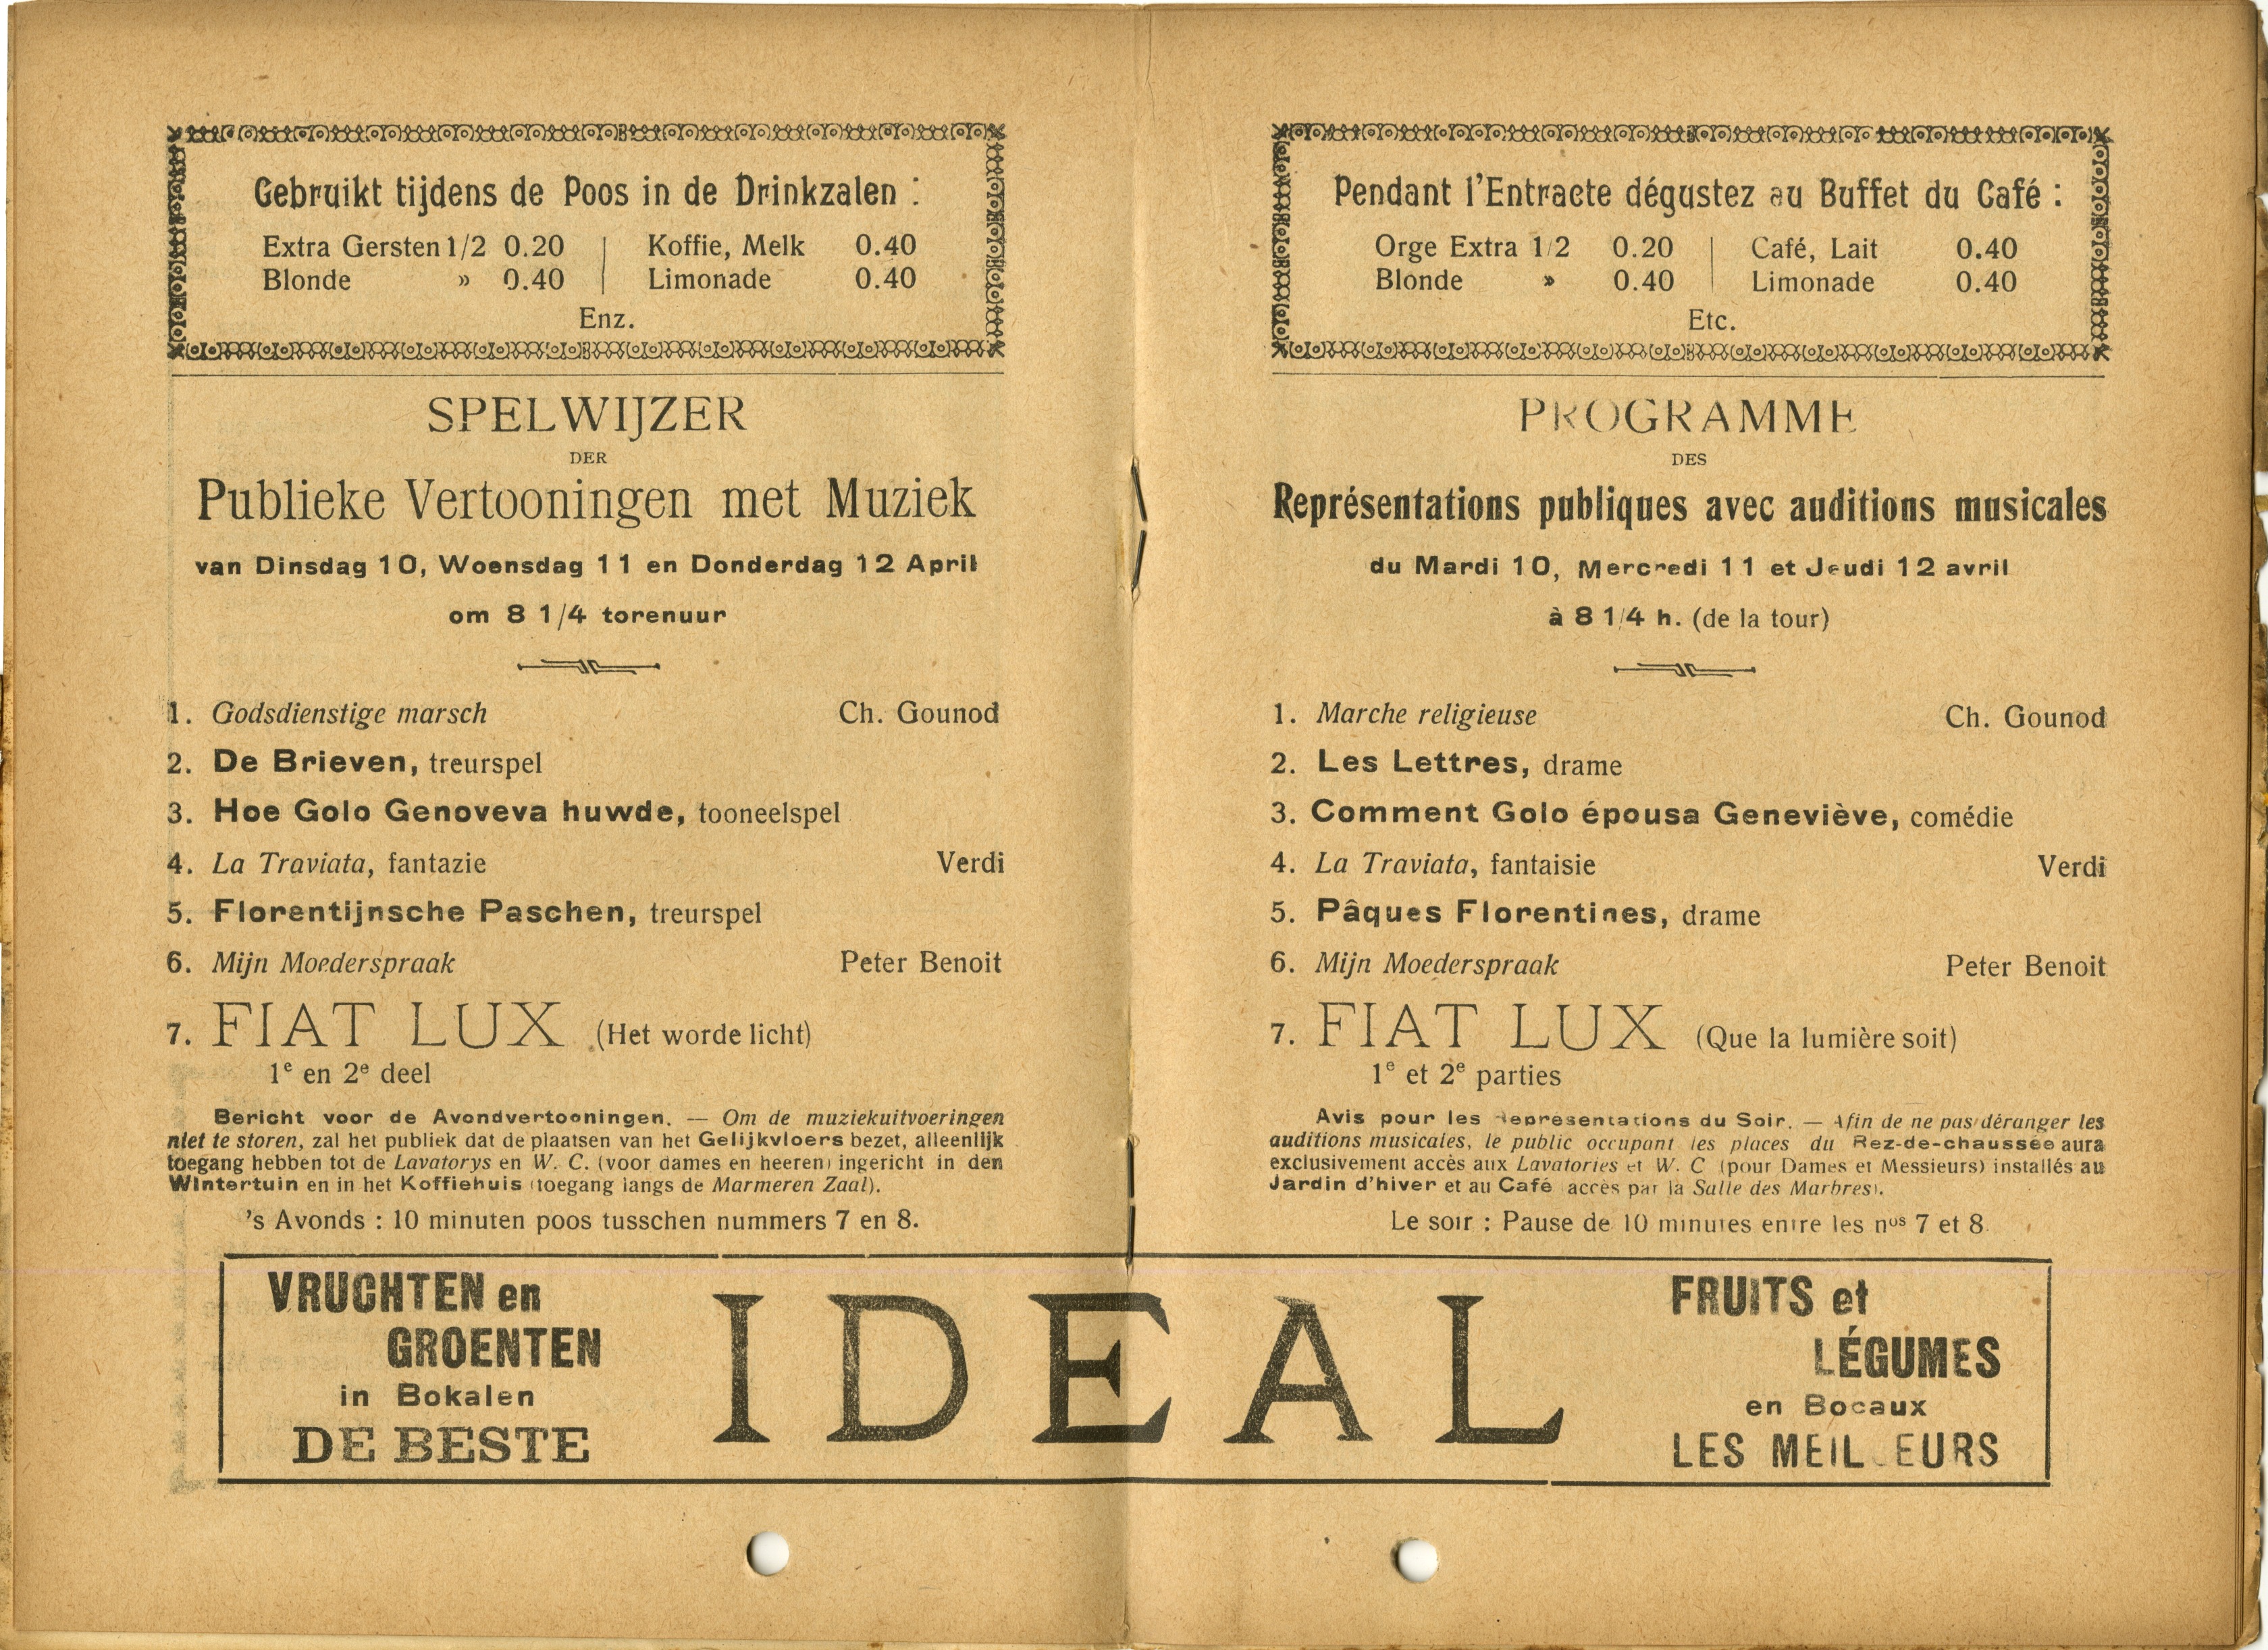 Gebruikt tijdens de Poos in de Drinkzalen :
Extra Gersten 1/2 0.20 | Koffie, Melk 0.40
Blonde » 0.40 | Limonade 0.40
Enz.
SPELWIJZER
DER
Publieke Vertooningen met Muziek
van Dinsdag 10, Woensdag 11 en Donderdag 12 April
om 8 1/4 torenuur
1. Godsdienstige marsch Ch. Gounod
2. De Brieven, treurspel
3. Hoe Golo Genoveva huwde, tooneelspel
4. La Traviata, fantazie Verdi
5. Florentijnsche Paschen, treurspel
6. Mijn Moederspraak Peter Benoit
7. FIAT LUX (Het worde licht)
1e en 2e deel
Bericht voor de Avondvertooningen. — Om de muziekuitvoeringen
niet te storen, zal het publiek dat de plaatsen van het Gelijkvloers bezet, alleenlijk
toegang hebben tot de Lavatorys en W. C. (voor dames en heeren) ingericht in den
Wintertuin en in het Koffiehuis (toegang langs de Marmeren Zaal).
's Avonds : 10 minuten poos tusschen nummers 7 en 8.
VRUCHTEN en
GROENTEN
in Bokalen
DE BESTE
IDEAL
Pendant l'Entracte dégustez au Buffet du Café :
Orge Extra 1/2 0.20 | Café, Lait 0.40
Blonde » 0.40 | Limonade 0.40
Etc.
PROGRAMME
DES
Représentations publiques avec auditions musicales
du Mardi 10, Mercredi 11 et Jeudi 12 avril
à 8 1/4 h. (de la tour)
1. Marche religieuse Ch. Gounod
2. Les Lettres, drame
3. Comment Golo épousa Geneviève, comédie
4. La Traviata, fantaisie Verdi
5. Pâques Florentines, drame
6. Mijn Moederspraak Peter Benoit
7. FIAT LUX (Que la lumière soit)
1e et 2e parties
Avis pour les Représentations du Soir. — Afin de ne pas déranger les
auditions musicales, le public occupant les places du Rez-de-chaussée aura
exclusivement accès aux Lavatories et W. C (pour Dames et Messieurs) installés au
Jardin d'hiver et au Café (accès par la Salle des Marbres).
Le soir : Pause de 10 minutes entre les nos 7 et 8.
FRUITS et
LÉGUMES
en Bocaux
LES MEILLEURS